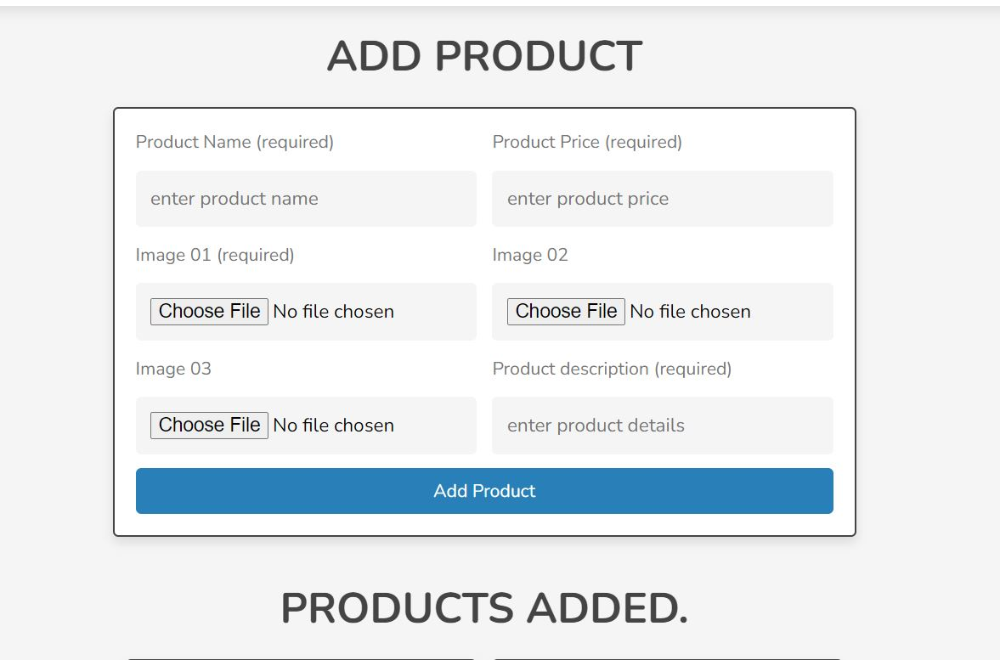 ADD PRODUCT
Product Name (required)
Product Price (required)
enter product name
enter product price
Image 01 (required)
Image 02
Choose File No file chosen
Choose File No file chosen
Image 03
Product description (required)
Choose File No file chosen
enter product details
Add Product
PRODUCTS ADDED.